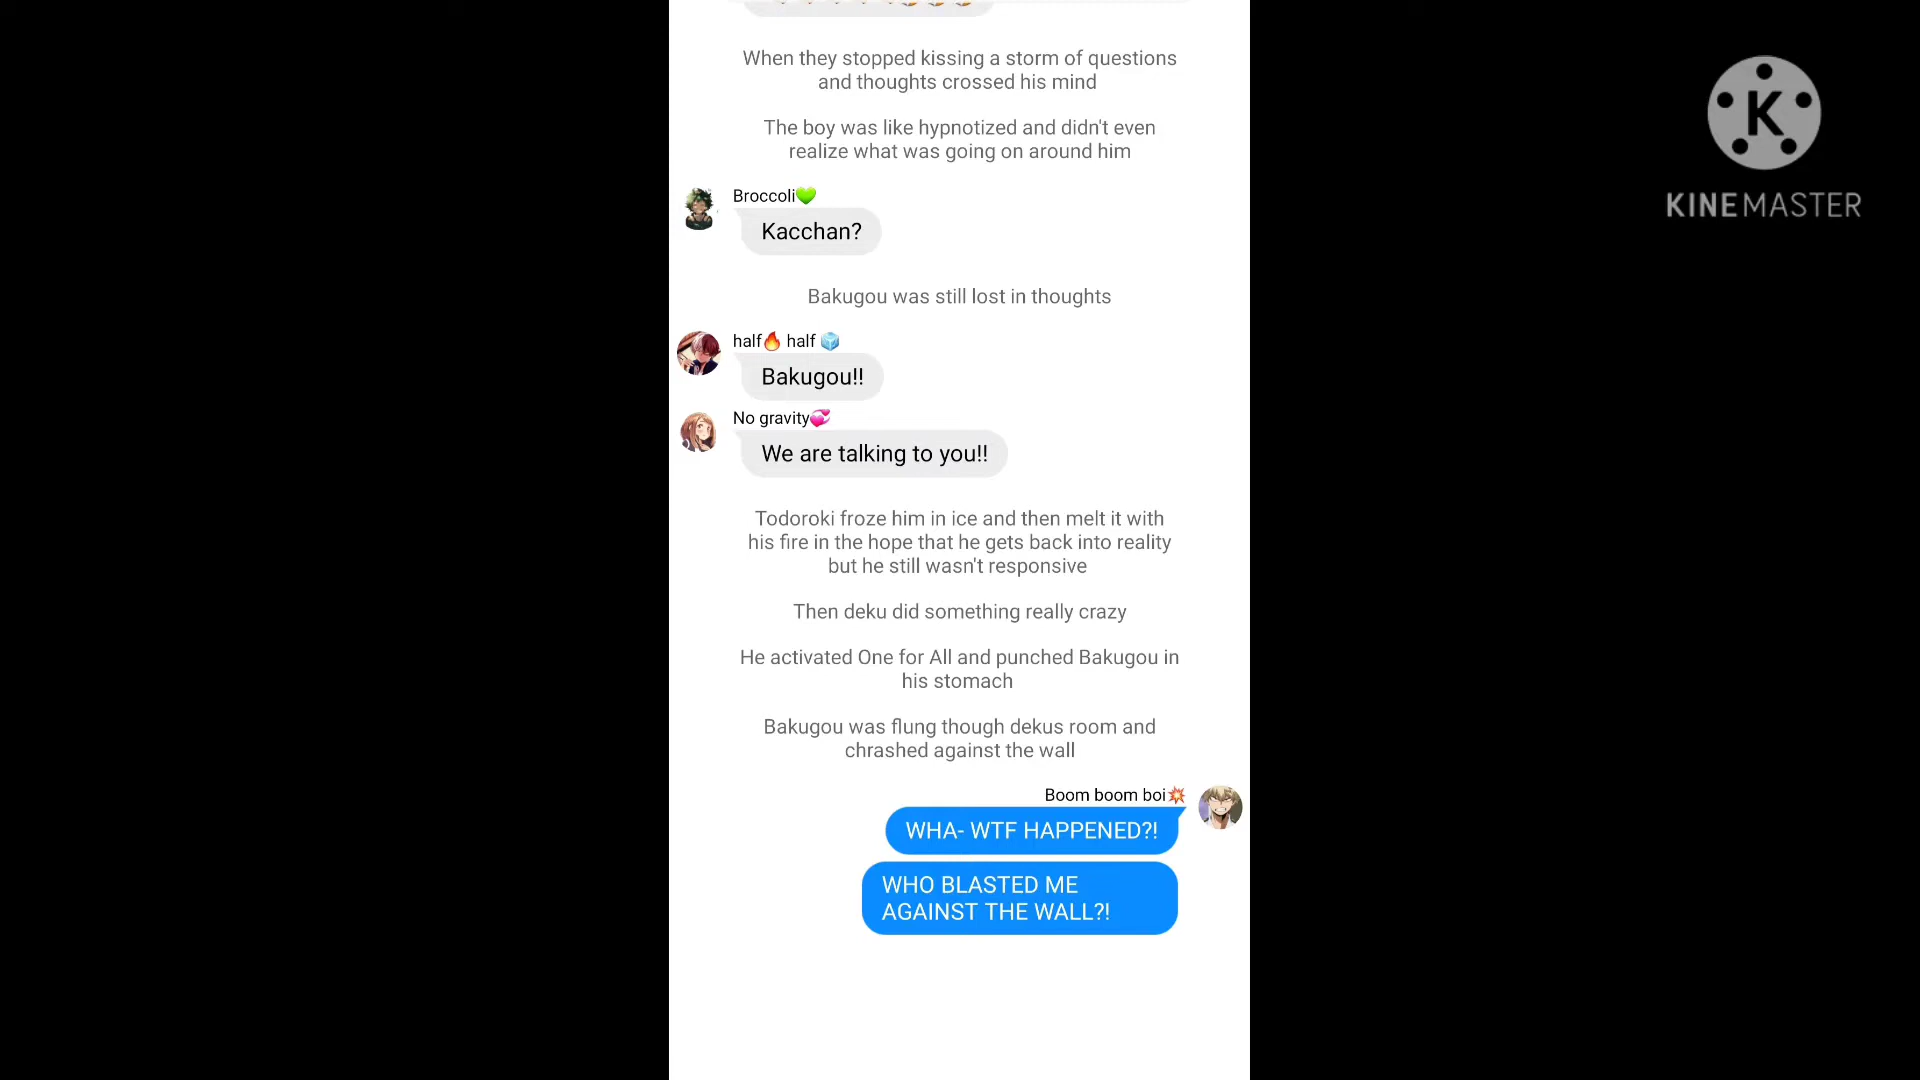 When they stopped kissing a storm of questions
and thoughts crossed his mind
The boy was like hypnotized and didn't even
realize what was going on around him
Broccoli💚
Kacchan?
Bakugou was still lost in thoughts
half🔥 half 🧊
Bakugou!!
No gravity💞
We are talking to you!!
Todoroki froze him in ice and then melt it with
his fire in the hope that he gets back into reality
but he still wasn't responsive
Then deku did something really crazy
He activated One for All and punched Bakugou in
his stomach
Bakugou was flung though dekus room and
chrashed against the wall
Boom boom boi💥
WHA- WTF HAPPENED?!
WHO BLASTED ME
AGAINST THE WALL?!
K
KINEMASTER